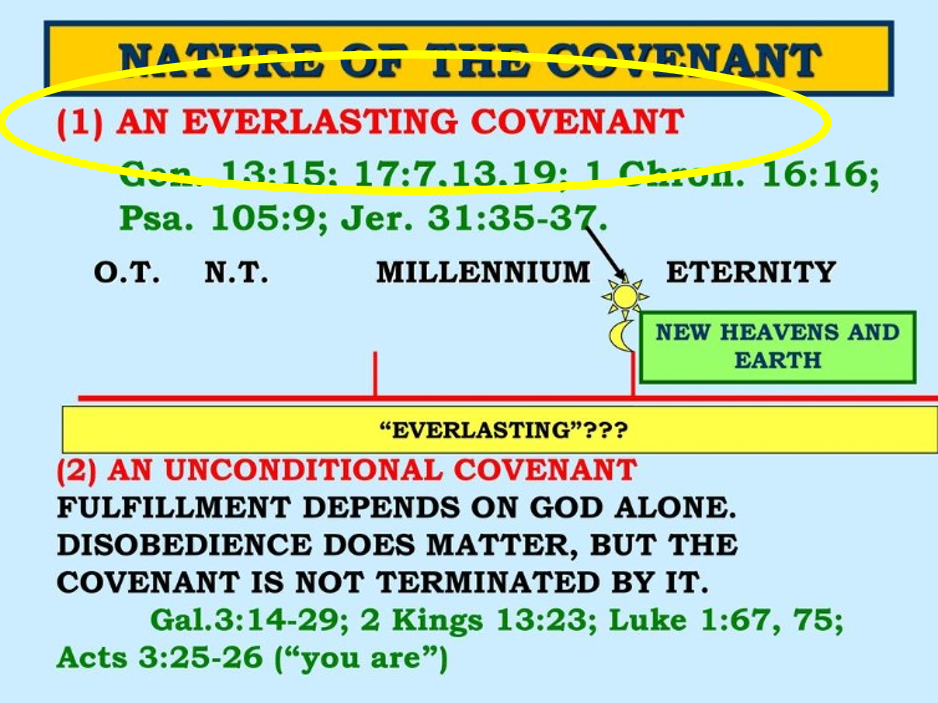 NATURE OF THE COVENANT
(1) AN EVERLASTING COVENANT
Gen. 13:15; 17:7,13,19; 1 Chron. 16:16;
Psa. 105:9; Jer. 31:35-37.
O.T. N.T. MILLENNIUM ETERNITY
NEW HEAVENS AND
EARTH
“EVERLASTING”???
(2) AN UNCONDITIONAL COVENANT
FULFILLMENT DEPENDS ON GOD ALONE.
DISOBEDIENCE DOES MATTER, BUT THE
COVENANT IS NOT TERMINATED BY IT.
Gal.3:14-29; 2 Kings 13:23; Luke 1:67, 75;
Acts 3:25-26 (“you are”)